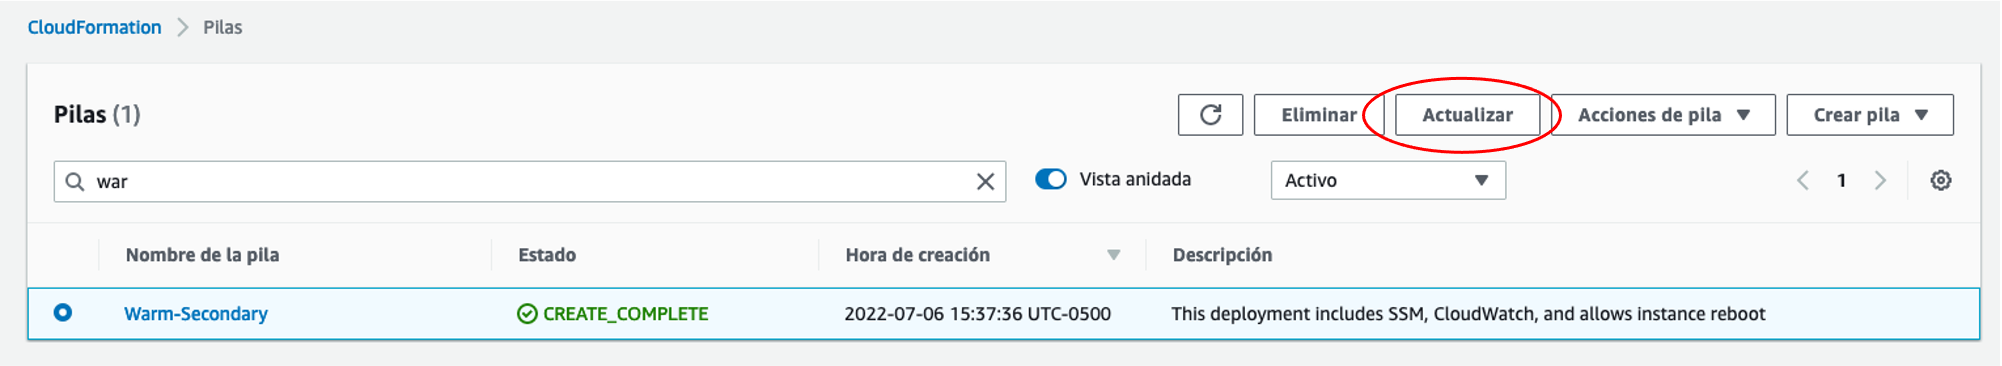 CloudFormation > Pilas
Pilas (1)
Eliminar
Actualizar
Acciones de pila
Crear pila
war
Vista anidada
Activo
1
Nombre de la pila Estado Hora de creación Descripción
Warm-Secondary CREATE_COMPLETE 2022-07-06 15:37:36 UTC-0500 This deployment includes SSM, CloudWatch, and allows instance reboot